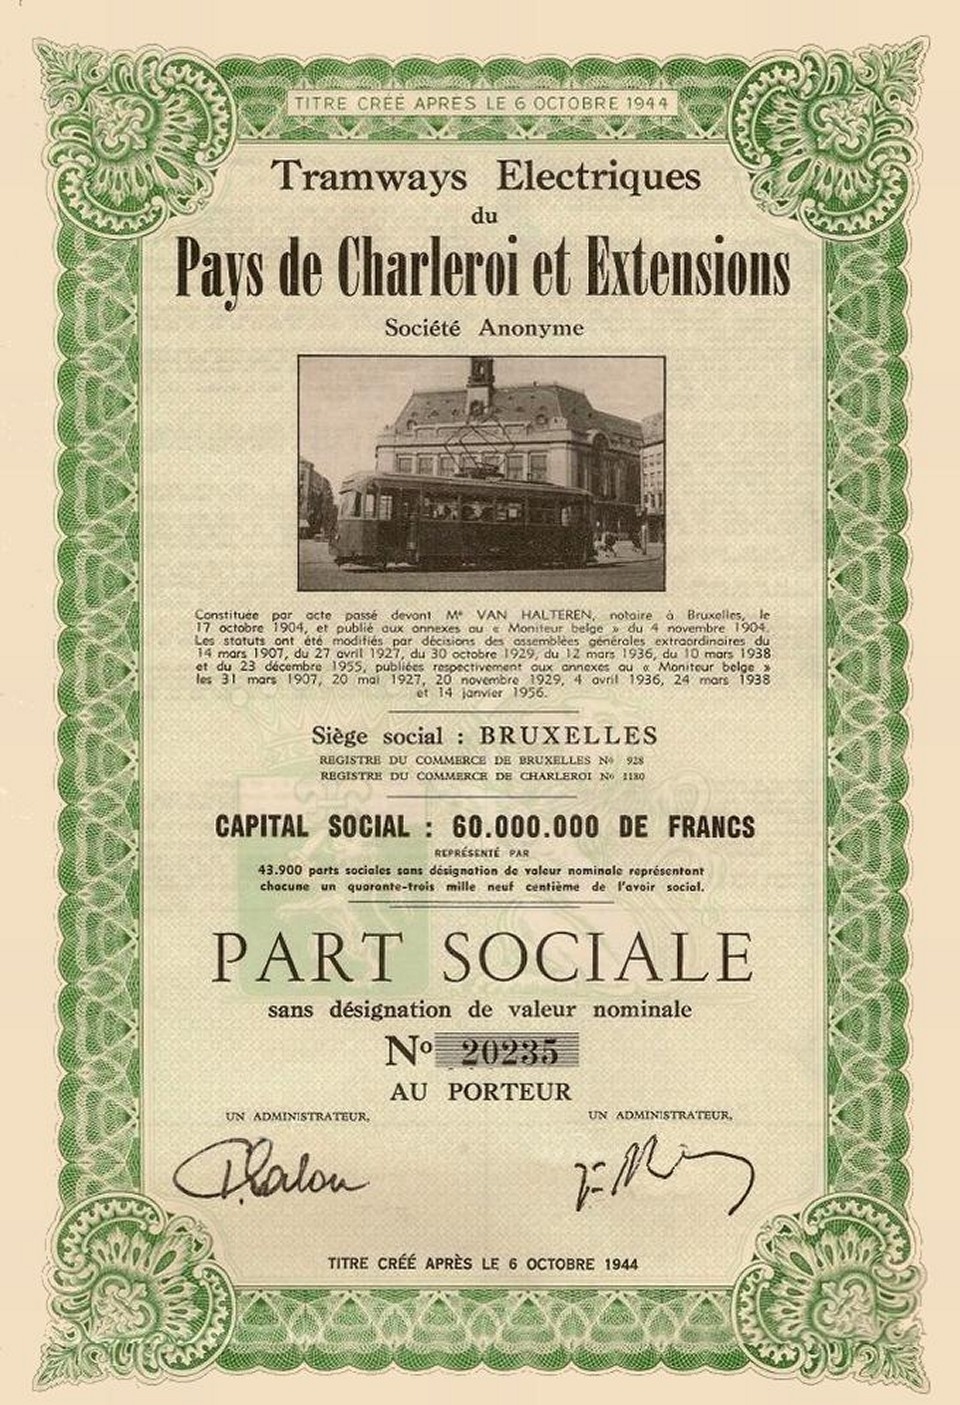 TITRE CRÉÉ APRES LE 6 OCTOBRE 1944
Tramways Electriques
du
Pays de Charleroi et Extensions
Société Anonyme
Constituée par acte passé devant Me VAN HALTEREN, notaire à Bruxelles, le
17 octobre 1904, et publié aux annexes au « Moniteur belge » du 4 novembre 1904.
Les statuts ont été modifiés par décisions des assemblées générales extraordinaires du
14 mars 1907, du 27 avril 1927, du 30 octobre 1929, du 12 mars 1936, du 10 mars 1938
et du 23 décembre 1955, publiées respectivement aux annexes au « Moniteur belge »
les 31 mars 1907, 20 mai 1927, 20 novembre 1929, 4 avril 1936, 24 mars 1938
et 14 janvier 1956.
Siège social : BRUXELLES
REGISTRE DU COMMERCE DE BRUXELLES No 928
REGISTRE DU COMMERCE DE CHARLEROI No 1180
CAPITAL SOCIAL : 60.000.000 DE FRANCS
REPRÉSENTÉ PAR
43.900 parts sociales sans désignation de valeur nominale représentant
chacune un quarante-trois mille neuf centième de l'avoir social.
PART SOCIALE
sans désignation de valeur nominale
No 20235
AU PORTEUR
UN ADMINISTRATEUR, UN ADMINISTRATEUR,
TITRE CRÉÉ APRÈS LE 6 OCTOBRE 1944